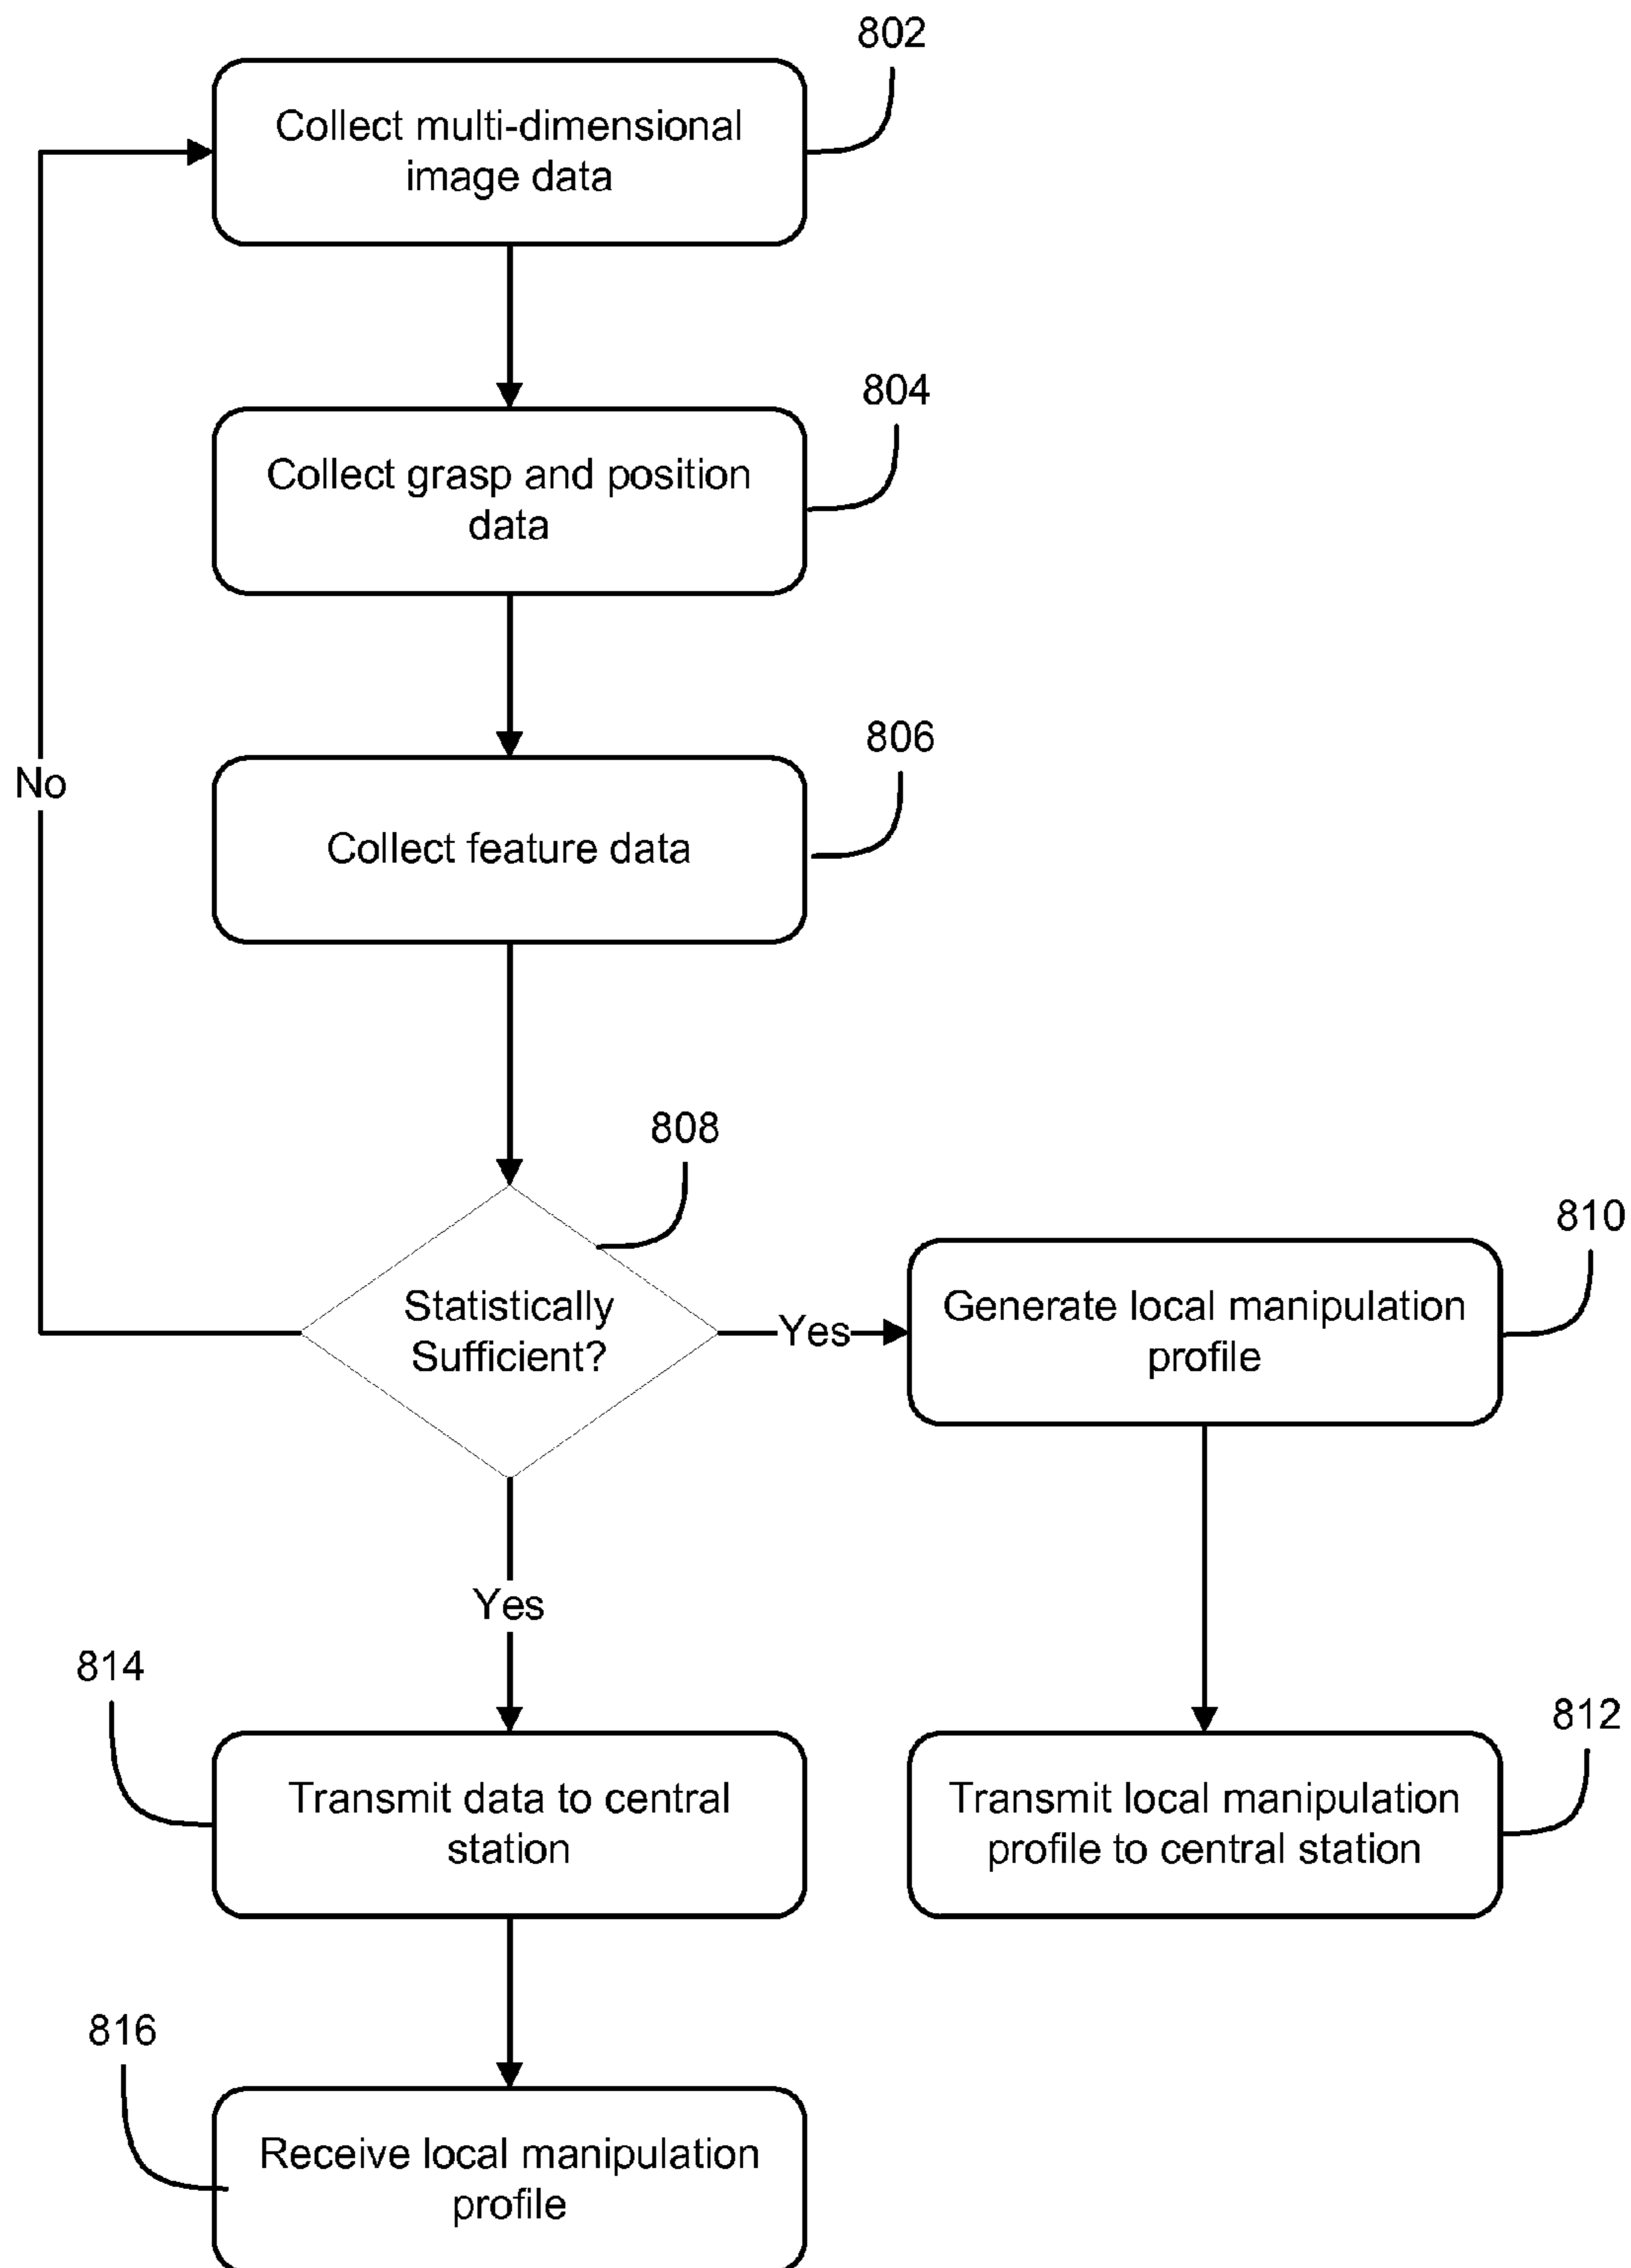 802
Collect multi-dimensional
image data
804
Collect grasp and position
data
806
Collect feature data
No
808
Statistically
Sufficient?
Yes
810
Generate local manipulation
profile
Yes
814
Transmit data to central
station
812
Transmit local manipulation
profile to central station
816
Receive local manipulation
profile